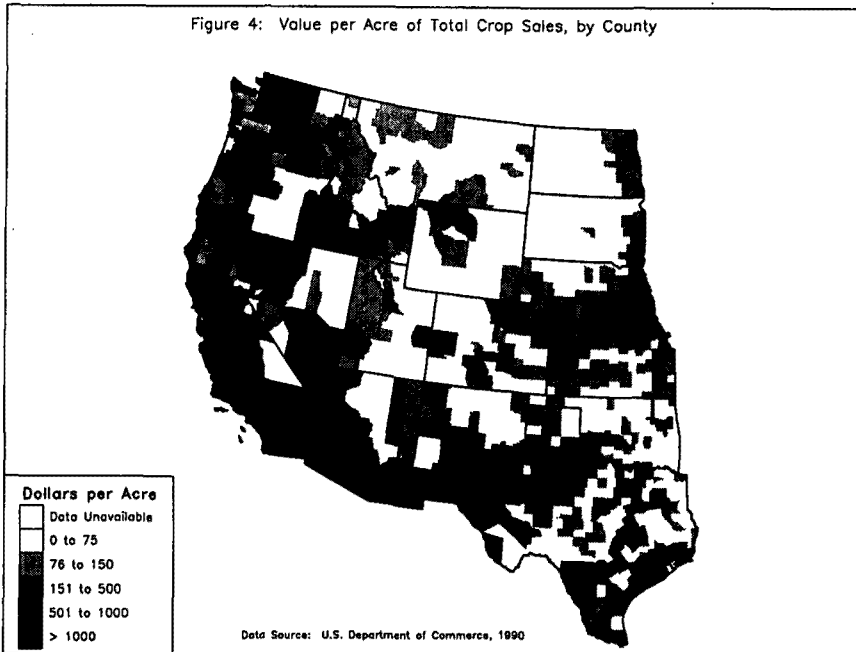 Figure 4: Value per Acre of Total Crop Sales, by County
Dollars per Acre
Data Unavailable
0 to 75
76 to 150
151 to 500
501 to 1000
> 1000
Data Source: U.S. Department of Commerce, 1990